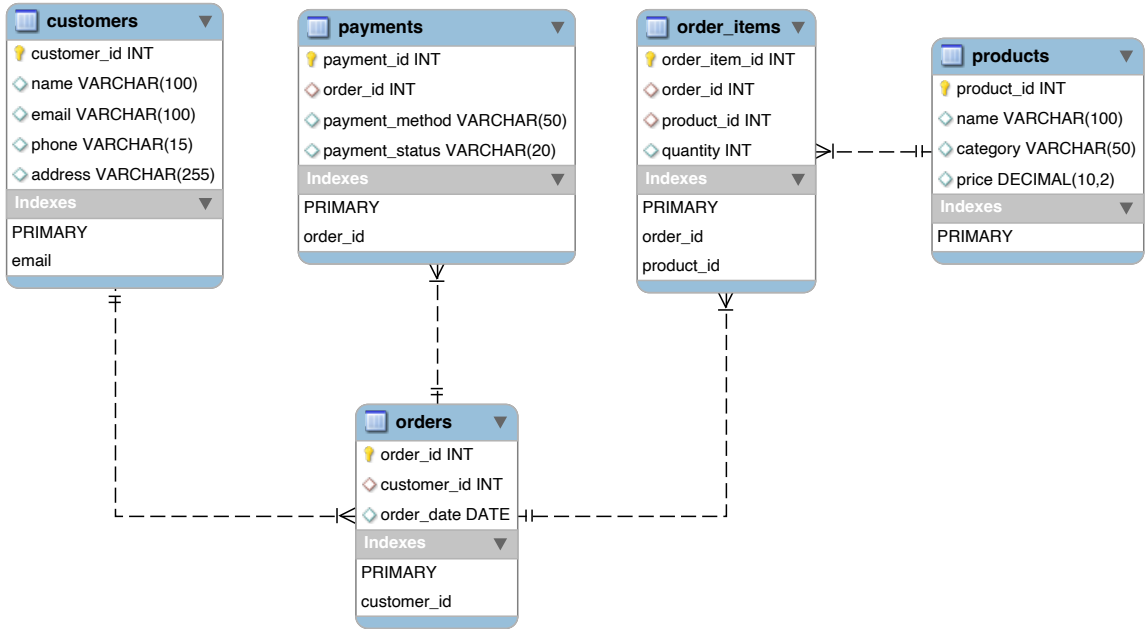 customers
customer_id INT
name VARCHAR(100)
email VARCHAR(100)
phone VARCHAR(15)
address VARCHAR(255)
Indexes
PRIMARY
email
payments
payment_id INT
order_id INT
payment_method VARCHAR(50)
payment_status VARCHAR(20)
Indexes
PRIMARY
order_id
order_items
order_item_id INT
order_id INT
product_id INT
quantity INT
Indexes
PRIMARY
order_id
product_id
products
product_id INT
name VARCHAR(100)
category VARCHAR(50)
price DECIMAL(10,2)
Indexes
PRIMARY
orders
order_id INT
customer_id INT
order_date DATE
Indexes
PRIMARY
customer_id